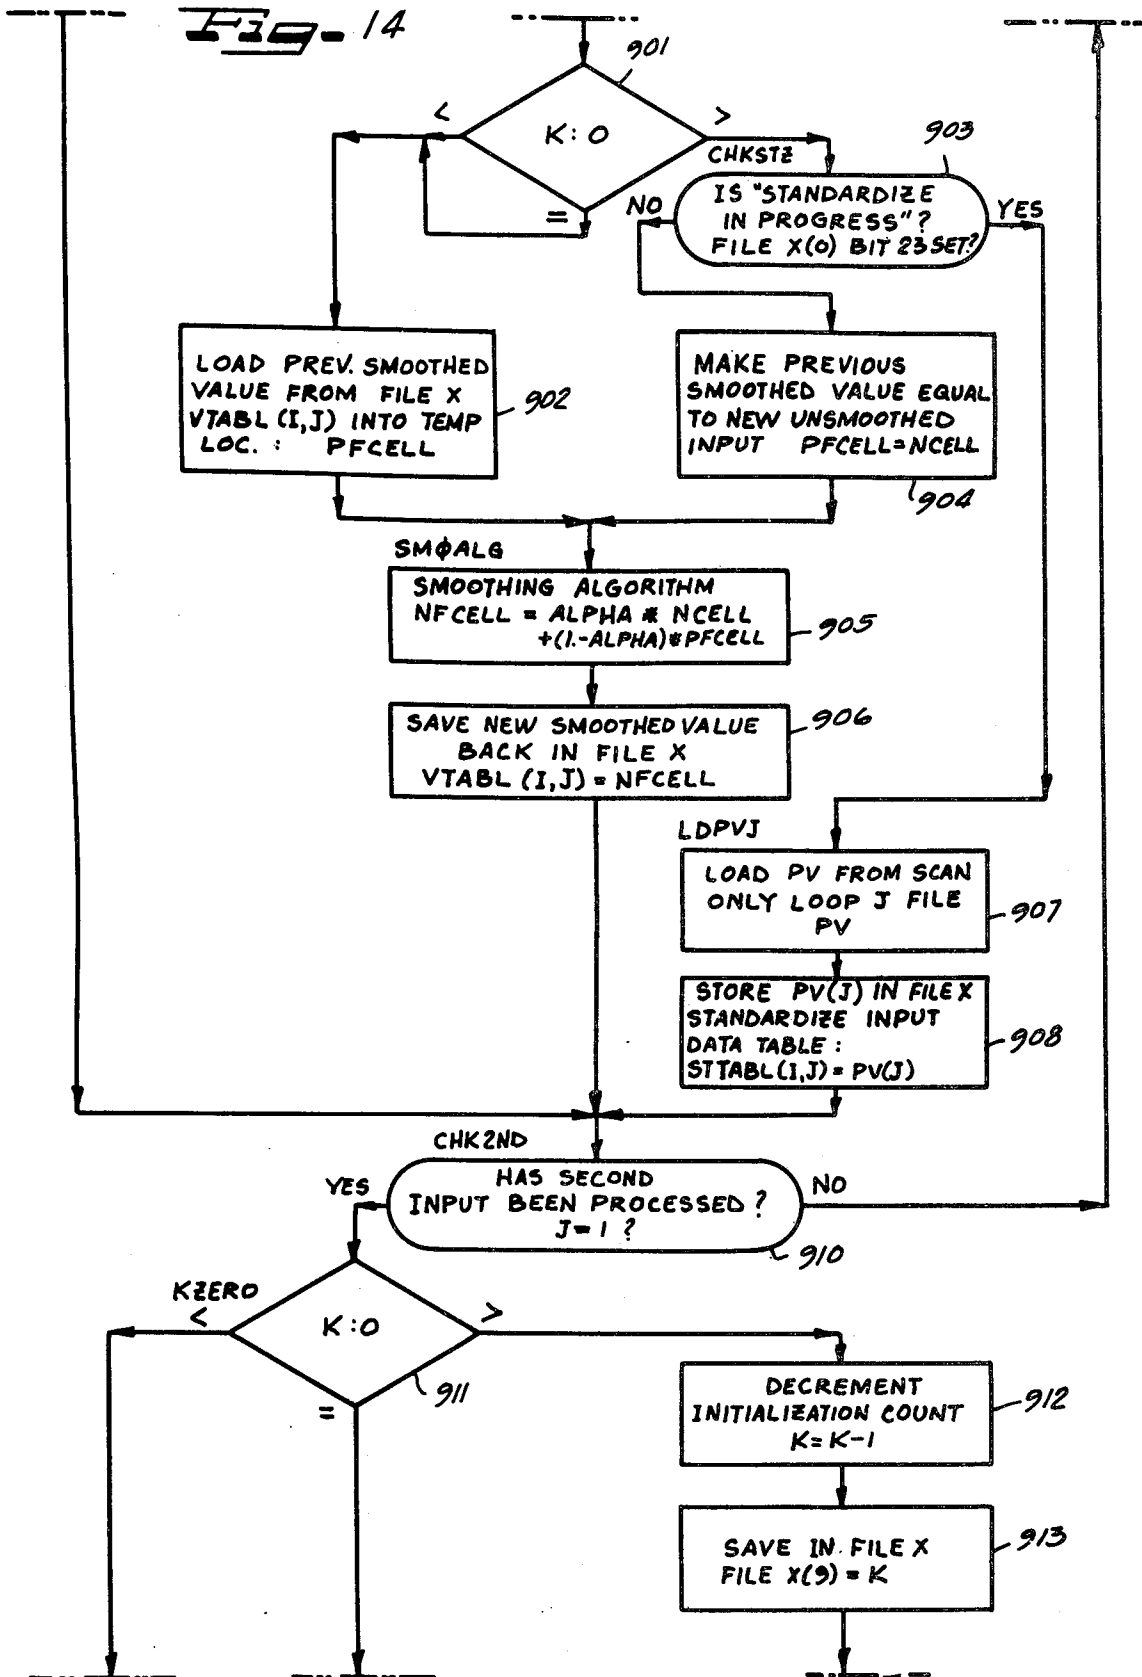 Fig. 14
901
K: 0
<
>
=
CHKSTZ
903
IS "STANDARDIZE
IN PROGRESS"?
FILE X(0) BIT 23 SET?
NO
YES
LOAD PREV. SMOOTHED
VALUE FROM FILE X
VTABL (I,J) INTO TEMP
LOC. : PFCELL
902
MAKE PREVIOUS
SMOOTHED VALUE EQUAL
TO NEW UNSMOOTHED
INPUT PFCELL=NCELL
904
SMΦALG
SMOOTHING ALGORITHM
NFCELL = ALPHA * NCELL
+(1.-ALPHA)*PFCELL
905
SAVE NEW SMOOTHED VALUE
BACK IN FILE X
VTABL (I,J) = NFCELL
906
LDPVJ
LOAD PV FROM SCAN
ONLY LOOP J FILE
PV
907
STORE PV(J) IN FILE X
STANDARDIZE INPUT
DATA TABLE :
STTABL(I,J) = PV(J)
908
CHK2ND
HAS SECOND
INPUT BEEN PROCESSED ?
J = 1 ?
YES
NO
910
KZERO
<
K :0
>
=
911
DECREMENT
INITIALIZATION COUNT
K = K-1
912
SAVE IN FILE X
FILE X(9) = K
913